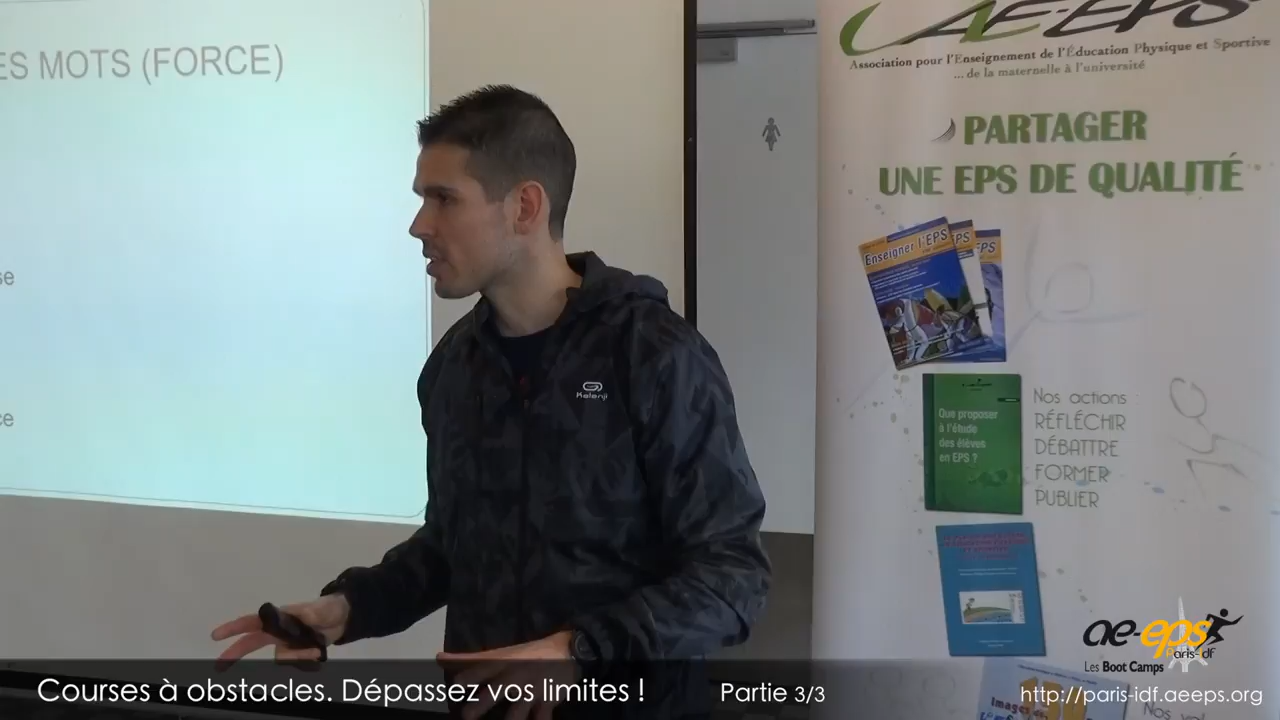 ES MOTS (FORCE)
se
ce
AE-EPS
Association pour l'Enseignement de l'Éducation Physique et Sportive
... de la maternelle à l'université
PARTAGER
UNE EPS DE QUALITÉ
Enseigner l'EPS
EPS
EPS
Que proposer
à l'étude
des élèves
en EPS ?
Nos actions
RÉFLÉCHIR
DÉBATTRE
FORMER
PUBLIER
Kalenji
ae-eps
Paris-idf
Les Boot Camps
Images
Nos
Courses à obstacles. Dépassez vos limites !
Partie 3/3
http://paris-idf.aeeps.org